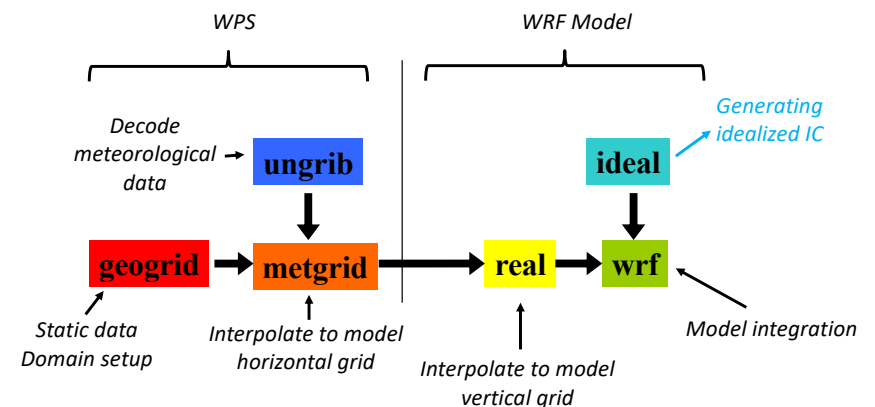 WPS
WRF Model
Decode
meteorological
data
ungrib
Generating
idealized IC
ideal
geogrid
metgrid
real
wrf
Static data
Domain setup
Interpolate to model
horizontal grid
Interpolate to model
vertical grid
Model integration